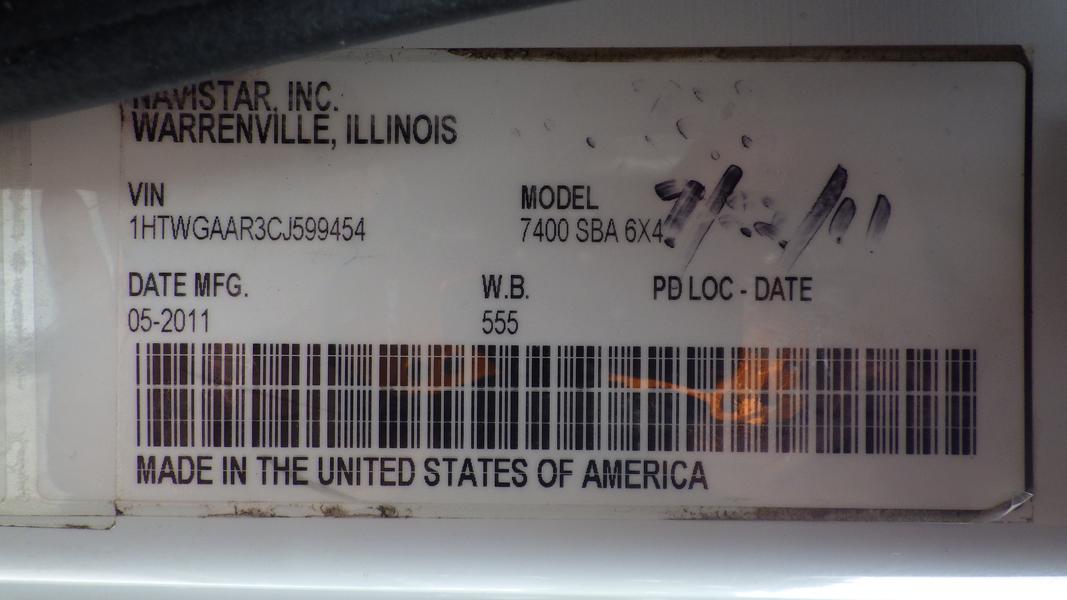 NAVISTAR, INC.
WARRENVILLE, ILLINOIS
VIN
MODEL
1HTWGAAR3CJ599454
7400 SBA 6X4
DATE MFG.
W.B.
PD LOC - DATE
05-2011
555
MADE IN THE UNITED STATES OF AMERICA